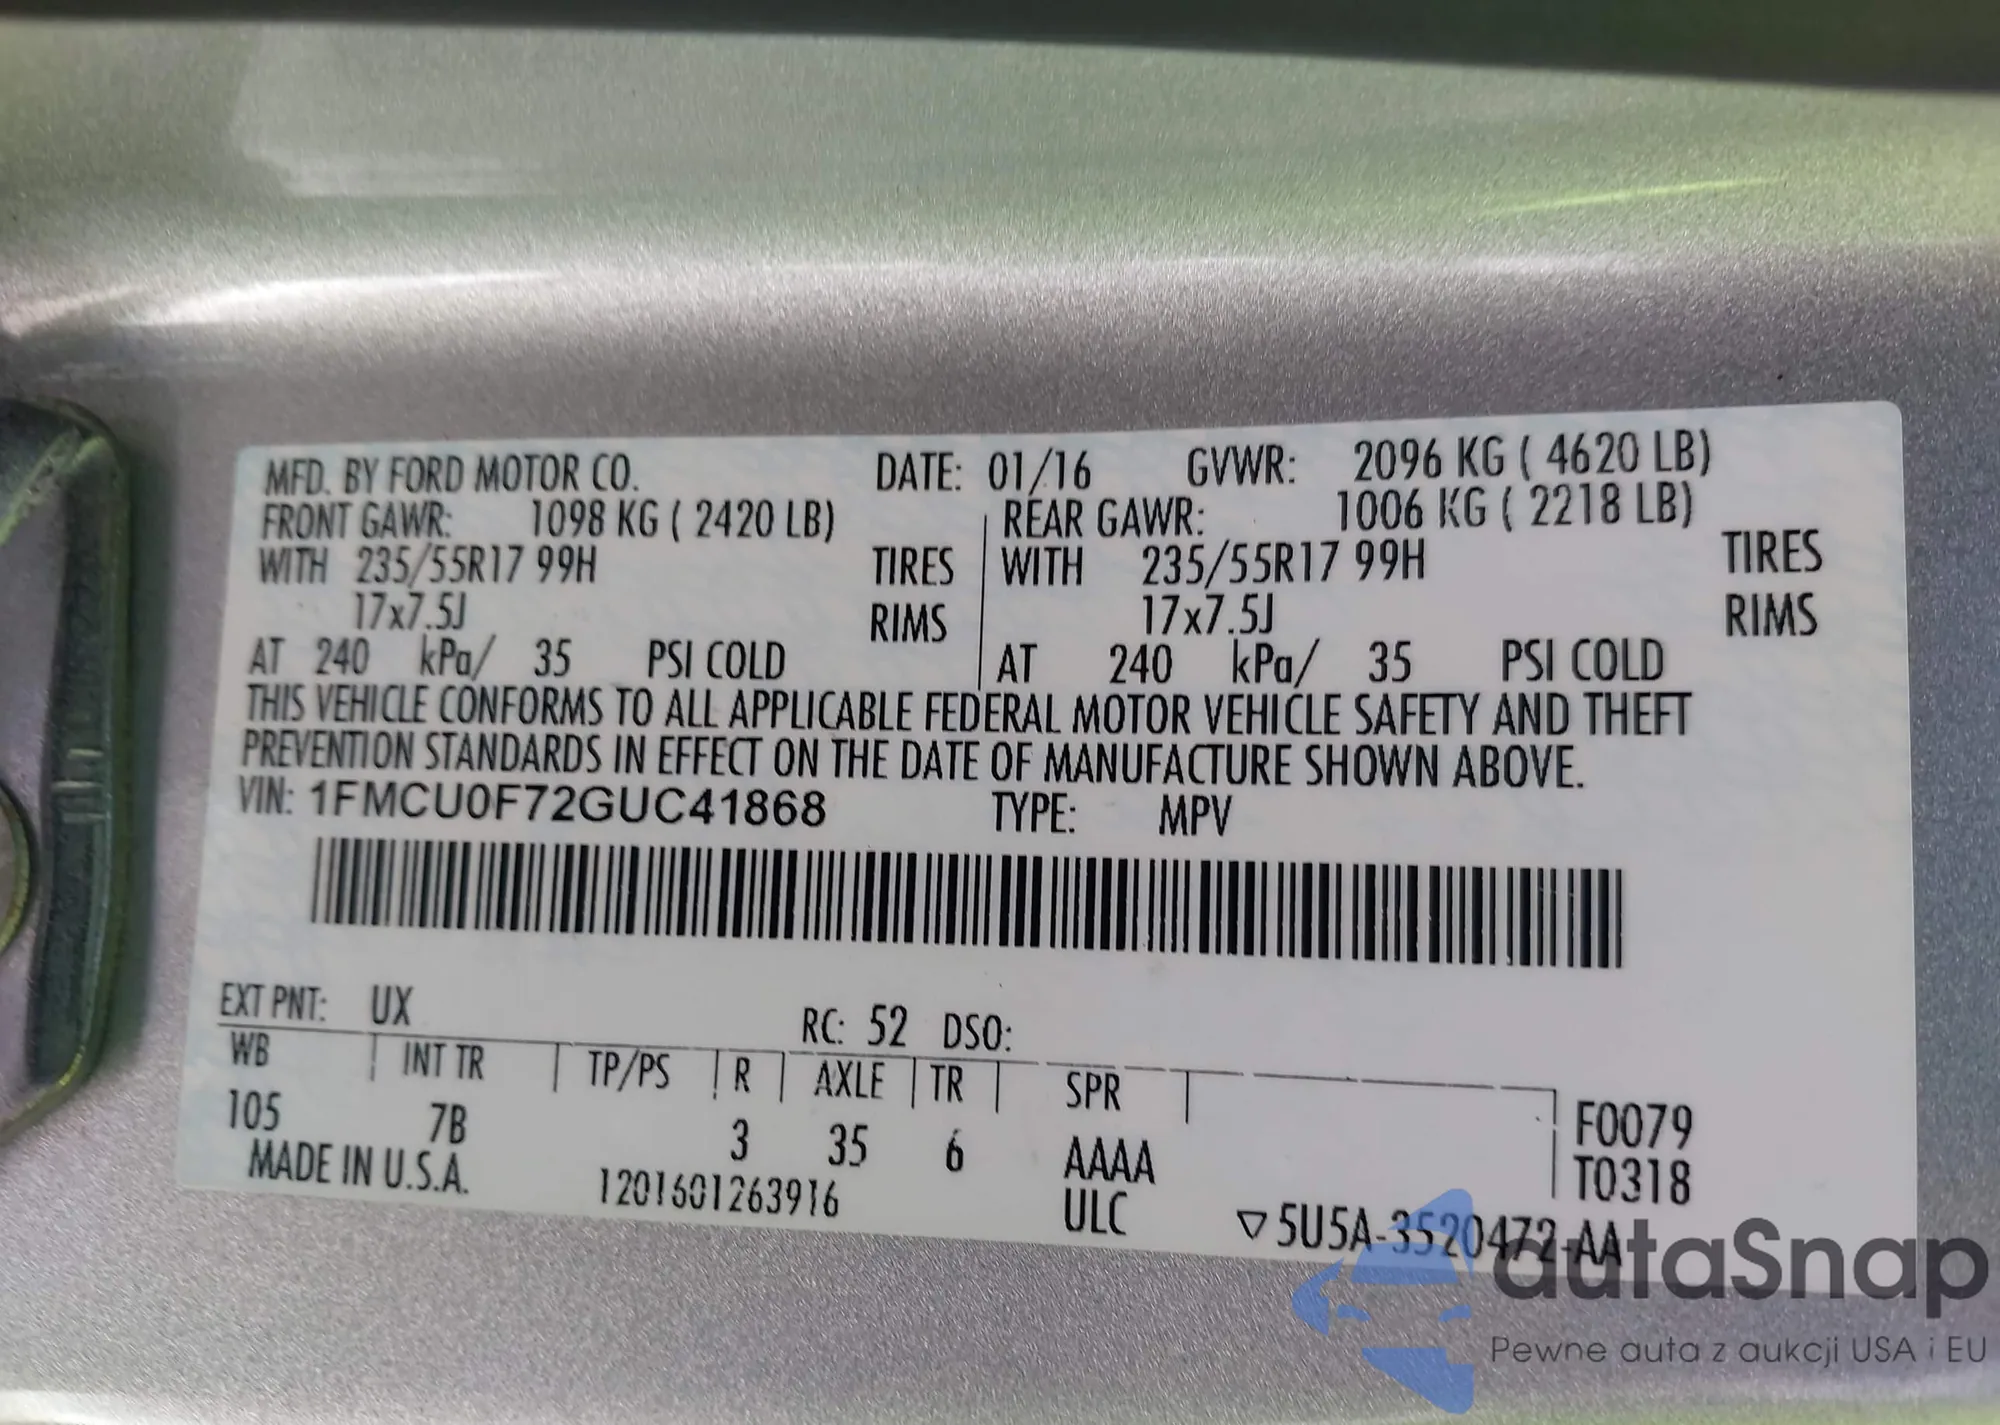 MFD. BY FORD MOTOR CO. DATE: 01/16 GVWR: 2096 KG ( 4620 LB)
FRONT GAWR: 1098 KG ( 2420 LB) REAR GAWR: 1006 KG ( 2218 LB)
WITH 235/55R17 99H TIRES WITH 235/55R17 99H TIRES
17x7.5J RIMS 17x7.5J RIMS
AT 240 kPa/ 35 PSI COLD AT 240 kPa/ 35 PSI COLD
THIS VEHICLE CONFORMS TO ALL APPLICABLE FEDERAL MOTOR VEHICLE SAFETY AND THEFT
PREVENTION STANDARDS IN EFFECT ON THE DATE OF MANUFACTURE SHOWN ABOVE.
VIN: 1FMCU0F72GUC41868 TYPE: MPV
EXT PNT: UX RC: 52 DSO:
WB INT TR TP/PS R AXLE TR SPR
105 7B 3 35 6 AAAA F0079
MADE IN U.S.A. 1201601263916 ULC T0318
▽5U5A-3520472-AA
autaSnap
Pewne auta z aukcji USA i EU